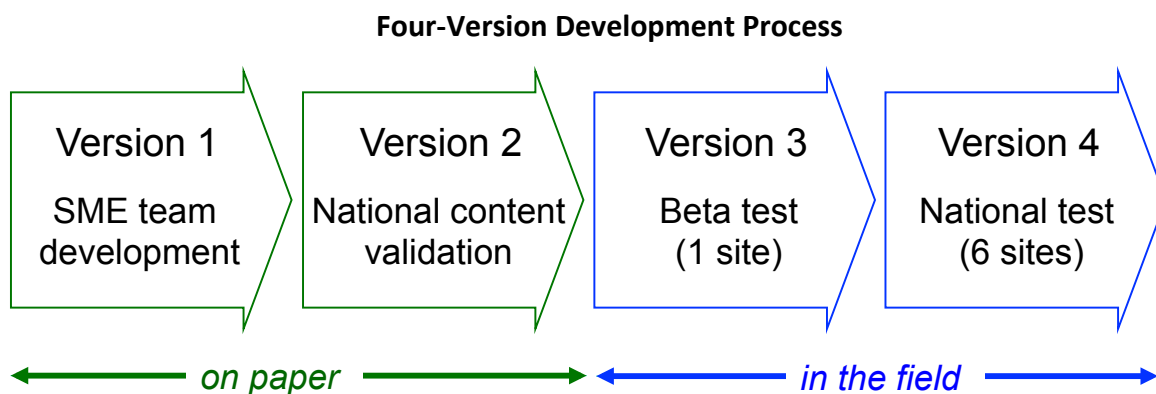 Four-Version Development Process
Version 1
SME team
development
Version 2
National content
validation
Version 3
Beta test
(1 site)
Version 4
National test
(6 sites)
on paper
in the field